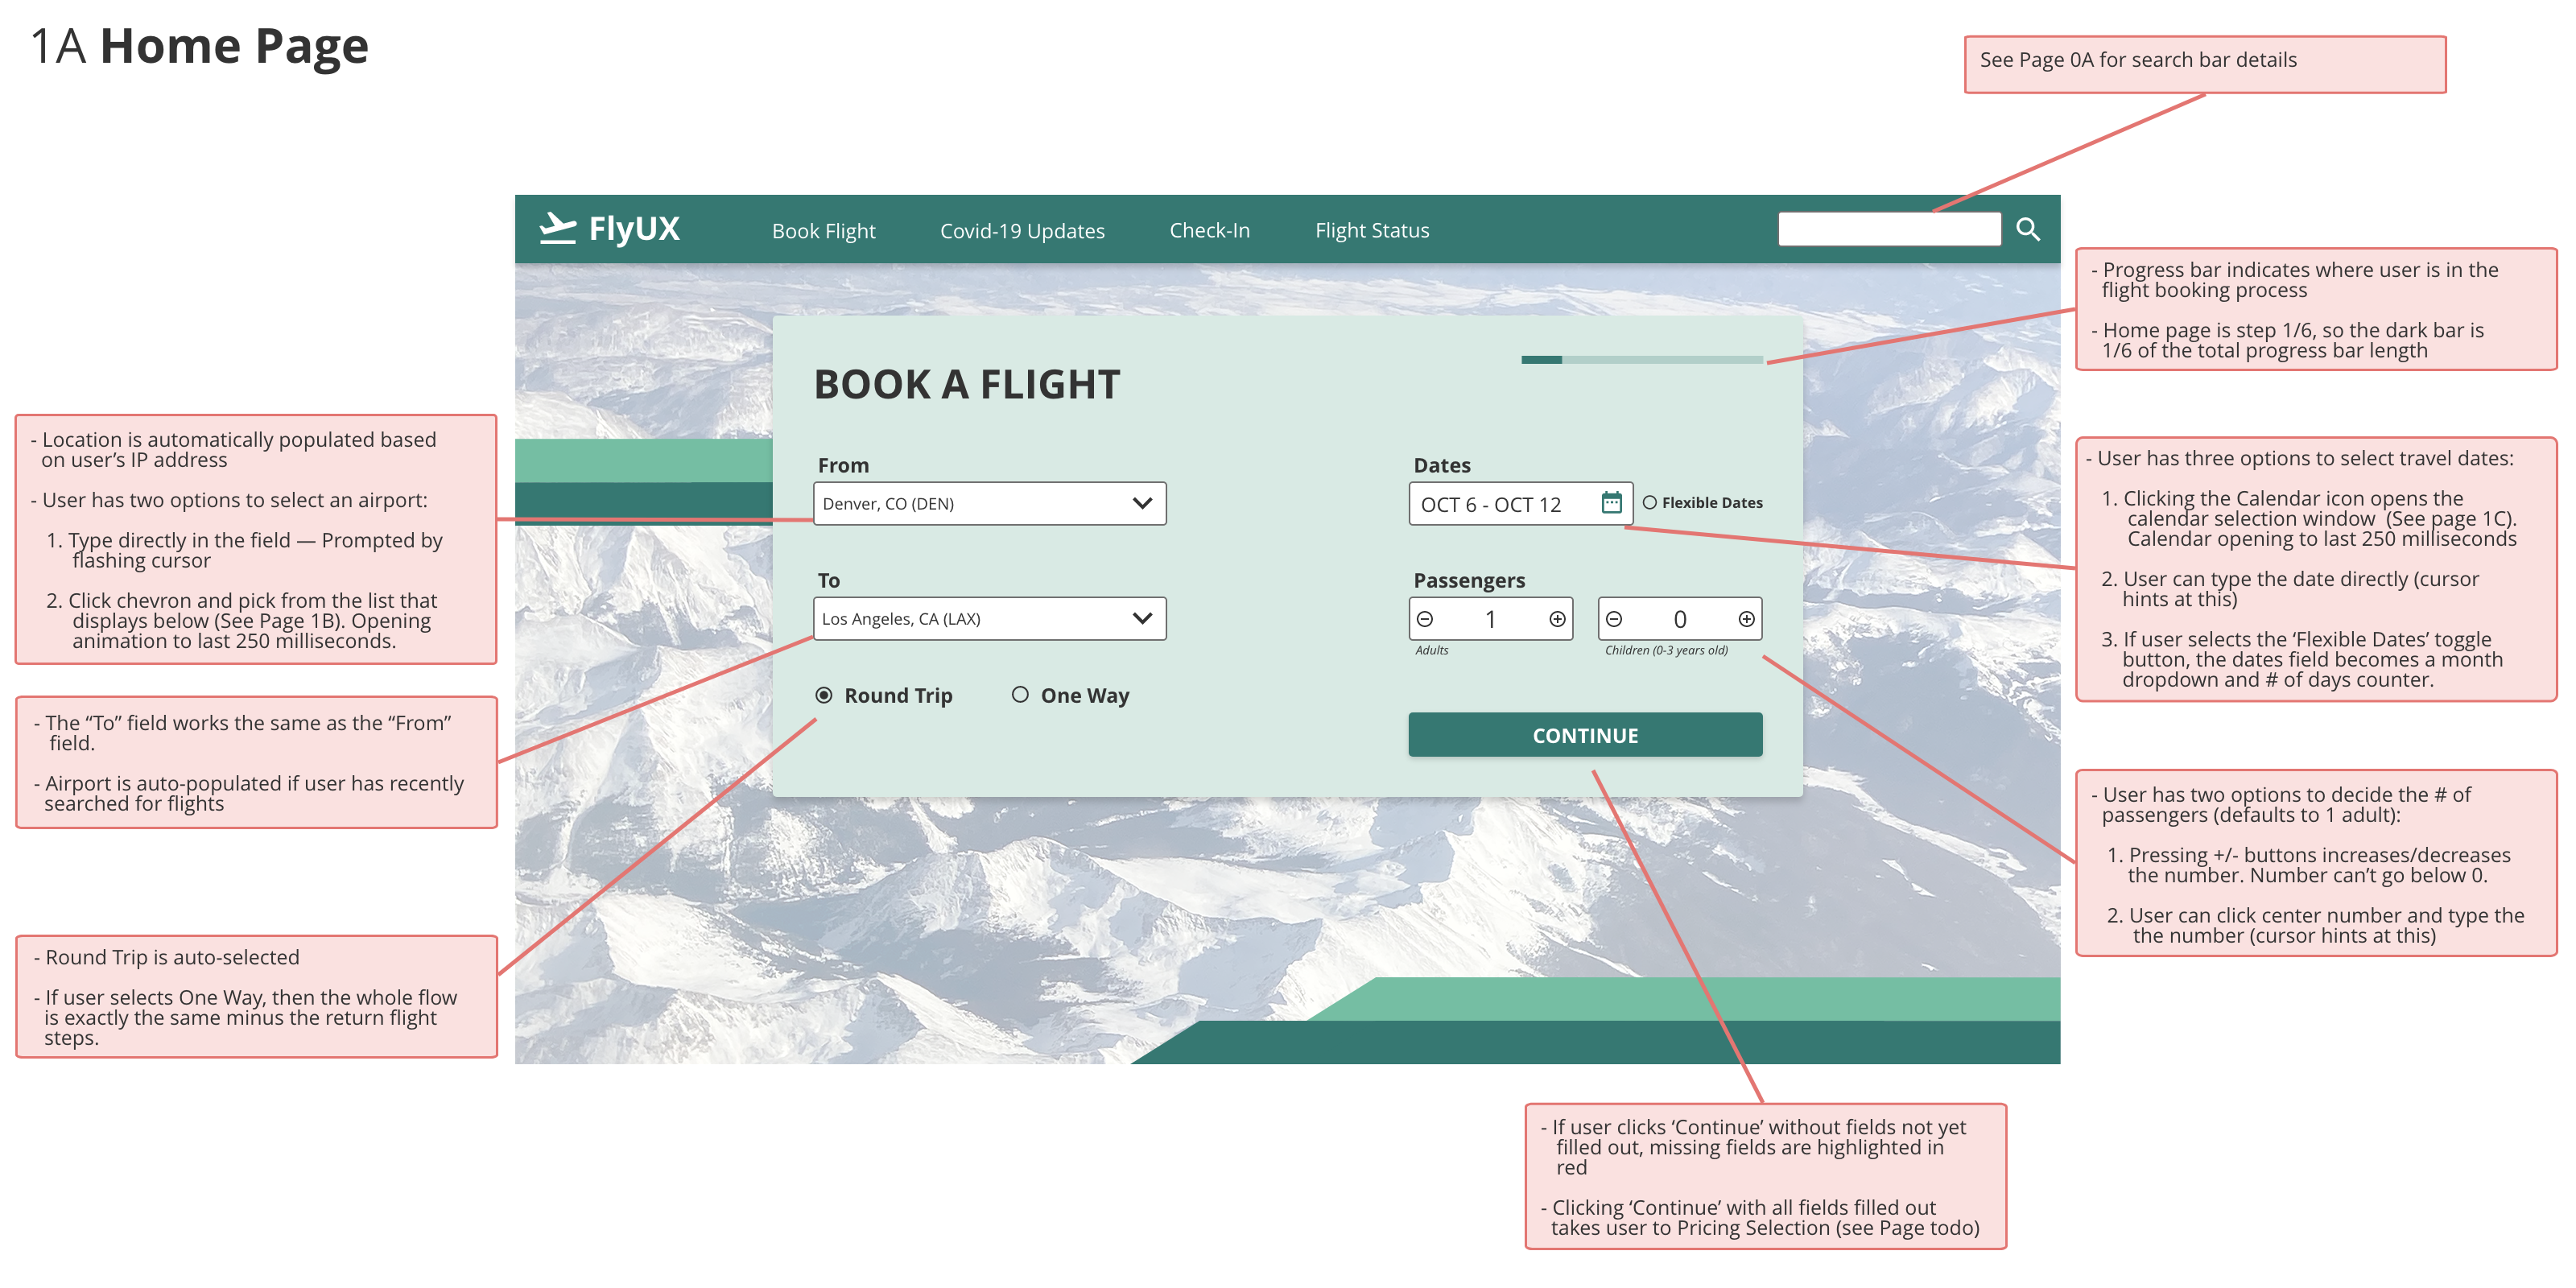 1A Home Page
See Page 0A for search bar details
FlyUX
Book Flight
Covid-19 Updates
Check-In
Flight Status
- Progress bar indicates where user is in the
flight booking process
- Home page is step 1/6, so the dark bar is
1/6 of the total progress bar length
BOOK A FLIGHT
- Location is automatically populated based
on user’s IP address
- User has two options to select an airport:
1. Type directly in the field — Prompted by
flashing cursor
2. Click chevron and pick from the list that
displays below (See Page 1B). Opening
animation to last 250 milliseconds.
From
Denver, CO (DEN)
Dates
OCT 6 - OCT 12
Flexible Dates
- User has three options to select travel dates:
1. Clicking the Calendar icon opens the
calendar selection window (See page 1C).
Calendar opening to last 250 milliseconds
2. User can type the date directly (cursor
hints at this)
3. If user selects the ‘Flexible Dates’ toggle
button, the dates field becomes a month
dropdown and # of days counter.
To
Los Angeles, CA (LAX)
Passengers
1
0
Adults
Children (0-3 years old)
Round Trip
One Way
CONTINUE
- The “To” field works the same as the “From”
field.
- Airport is auto-populated if user has recently
searched for flights
- User has two options to decide the # of
passengers (defaults to 1 adult):
1. Pressing +/- buttons increases/decreases
the number. Number can’t go below 0.
2. User can click center number and type the
the number (cursor hints at this)
- Round Trip is auto-selected
- If user selects One Way, then the whole flow
is exactly the same minus the return flight
steps.
- If user clicks ‘Continue’ without fields not yet
filled out, missing fields are highlighted in
red
- Clicking ‘Continue’ with all fields filled out
takes user to Pricing Selection (see Page todo)